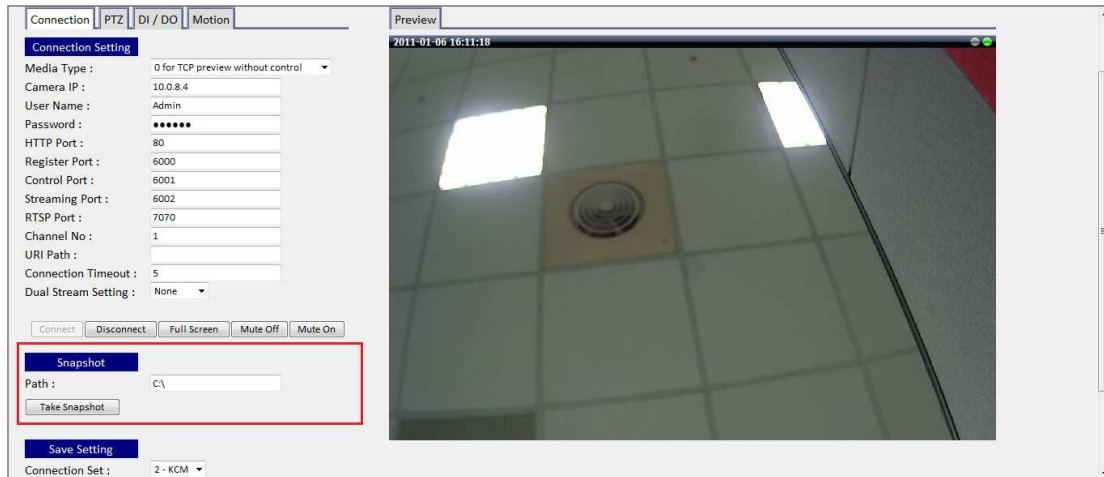 Connection PTZ DI / DO Motion
Connection Setting
Media Type : 0 for TCP preview without control
Camera IP : 10.0.8.4
User Name : Admin
Password : ●●●●●●
HTTP Port : 80
Register Port : 6000
Control Port : 6001
Streaming Port : 6002
RTSP Port : 7070
Channel No : 1
URI Path :
Connection Timeout : 5
Dual Stream Setting : None
Connect Disconnect Full Screen Mute Off Mute On
Snapshot
Path : C:\
Take Snapshot
Save Setting
Connection Set : 2 - KCM
Preview
2011-01-06 16:11:18